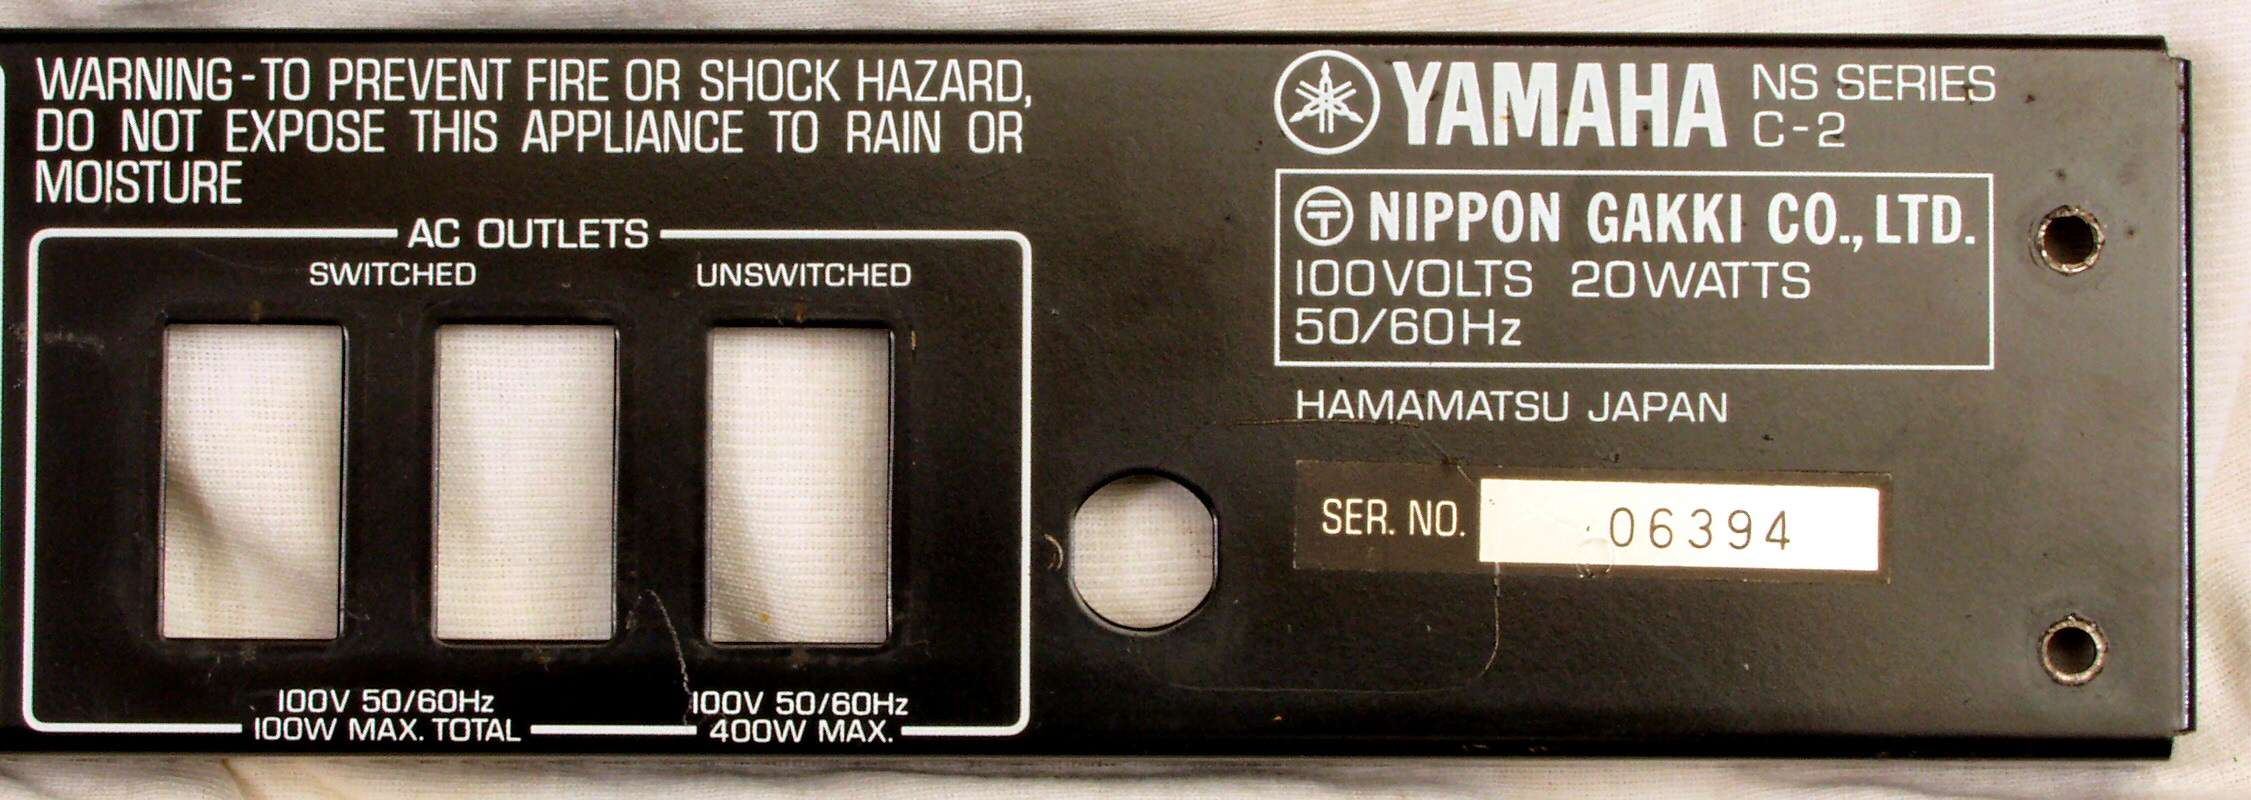 WARNING-TO PREVENT FIRE OR SHOCK HAZARD,
DO NOT EXPOSE THIS APPLIANCE TO RAIN OR
MOISTURE
AC OUTLETS
SWITCHED
UNSWITCHED
100V 50/60Hz
100W MAX. TOTAL
100V 50/60Hz
400W MAX.
YAMAHA
NS SERIES
C-2
〶 NIPPON GAKKI CO., LTD.
100VOLTS 20WATTS
50/60Hz
HAMAMATSU JAPAN
SER. NO. 06394